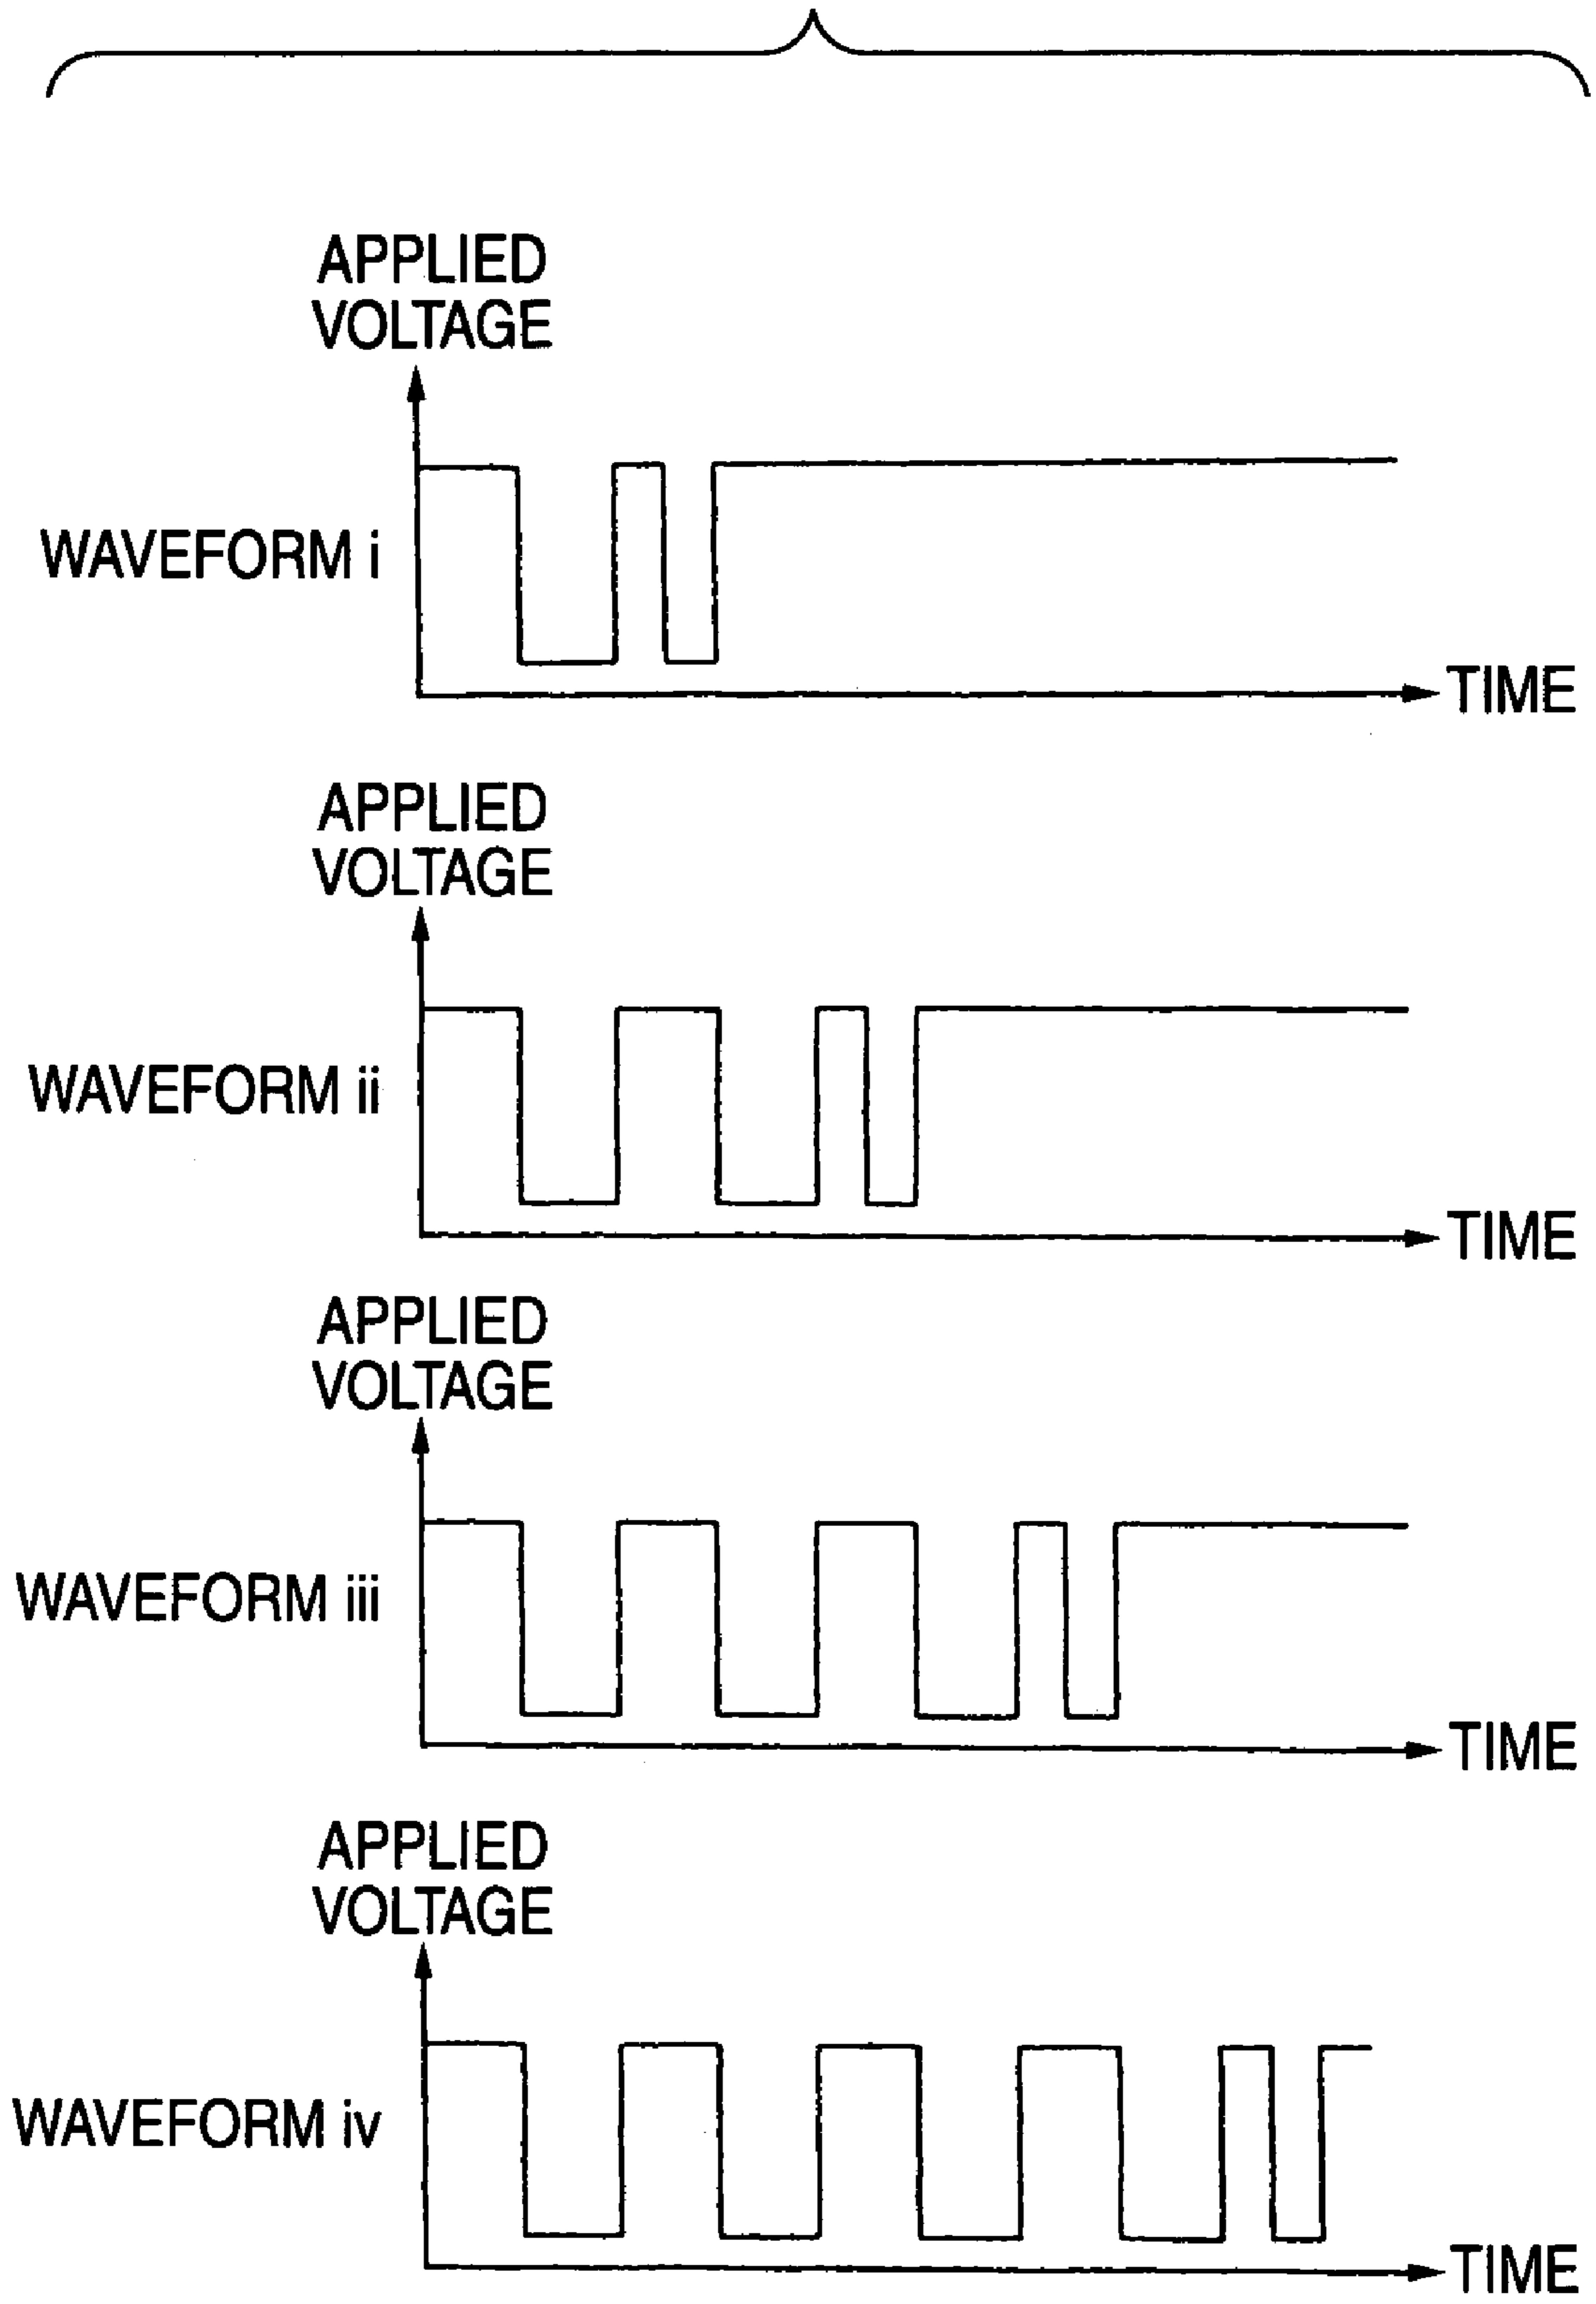 APPLIED
VOLTAGE
WAVEFORM i
TIME
APPLIED
VOLTAGE
WAVEFORM ii
TIME
APPLIED
VOLTAGE
WAVEFORM iii
TIME
APPLIED
VOLTAGE
WAVEFORM iv
TIME